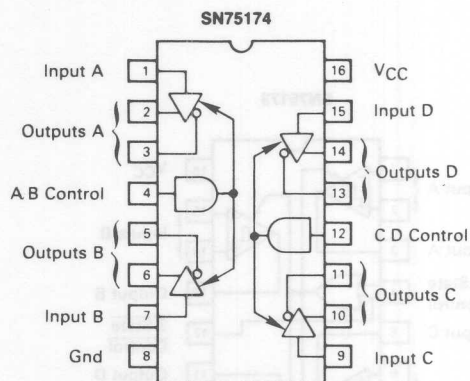 SN75174
Input A 1 16 VCC
2 15 Input D
Outputs A 14 Outputs D
3 13
A B Control 4 12 C D Control
Outputs B 5 11 Outputs C
6 10
Input B 7 9 Input C
Gnd 8